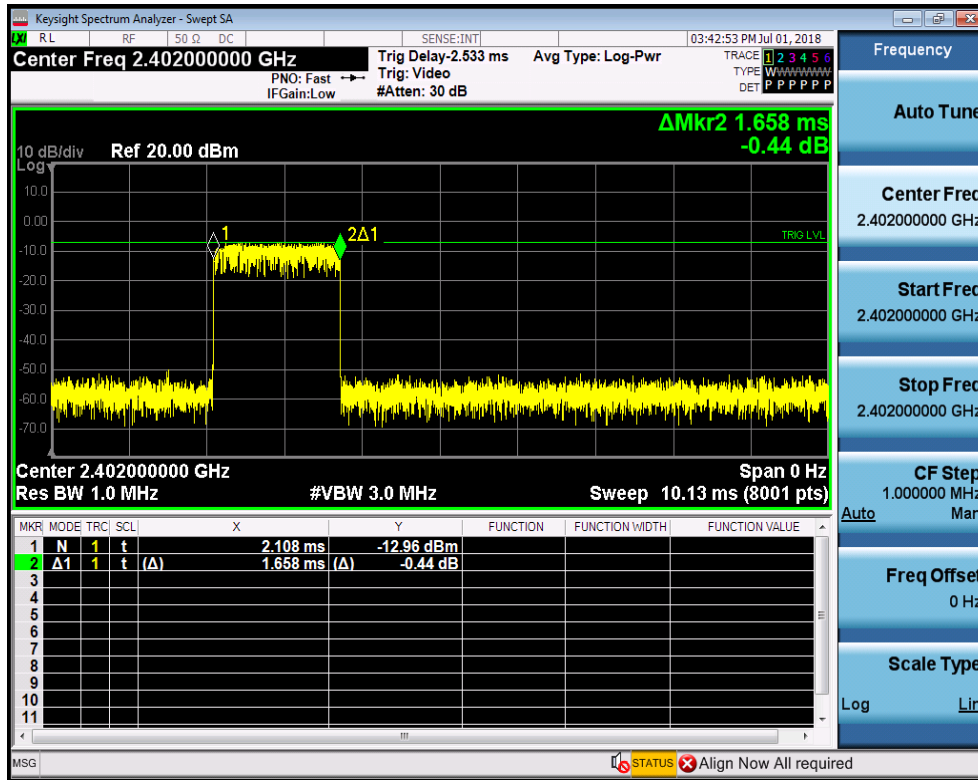 Keysight Spectrum Analyzer - Swept SA
LXI RL RF 50 Ω DC SENSE:INT 03:42:53 PM Jul 01, 2018
Center Freq 2.402000000 GHz
PNO: Fast
IFGain:Low
Trig Delay-2.533 ms
Trig: Video
#Atten: 30 dB
Avg Type: Log-Pwr
TRACE 1 2 3 4 5 6
TYPE WWWWWW
DET P P P P P P
ΔMkr2 1.658 ms
-0.44 dB
10 dB/div Ref 20.00 dBm
Log
10.0
0.00
-10.0
-20.0
-30.0
-40.0
-50.0
-60.0
-70.0
1
2Δ1
TRIG LVL
Center 2.402000000 GHz Span 0 Hz
Res BW 1.0 MHz #VBW 3.0 MHz Sweep 10.13 ms (8001 pts)
MKR MODE TRC SCL X Y FUNCTION FUNCTION WIDTH FUNCTION VALUE
1 N 1 t 2.108 ms -12.96 dBm
2 Δ1 1 t (Δ) 1.658 ms (Δ) -0.44 dB
3
4
5
6
7
8
9
10
11
MSG STATUS Align Now All required
Frequency
Auto Tune
Center Freq
2.402000000 GHz
Start Freq
2.402000000 GHz
Stop Freq
2.402000000 GHz
CF Step
1.000000 MHz
Auto Man
Freq Offset
0 Hz
Scale Type
Log Lin